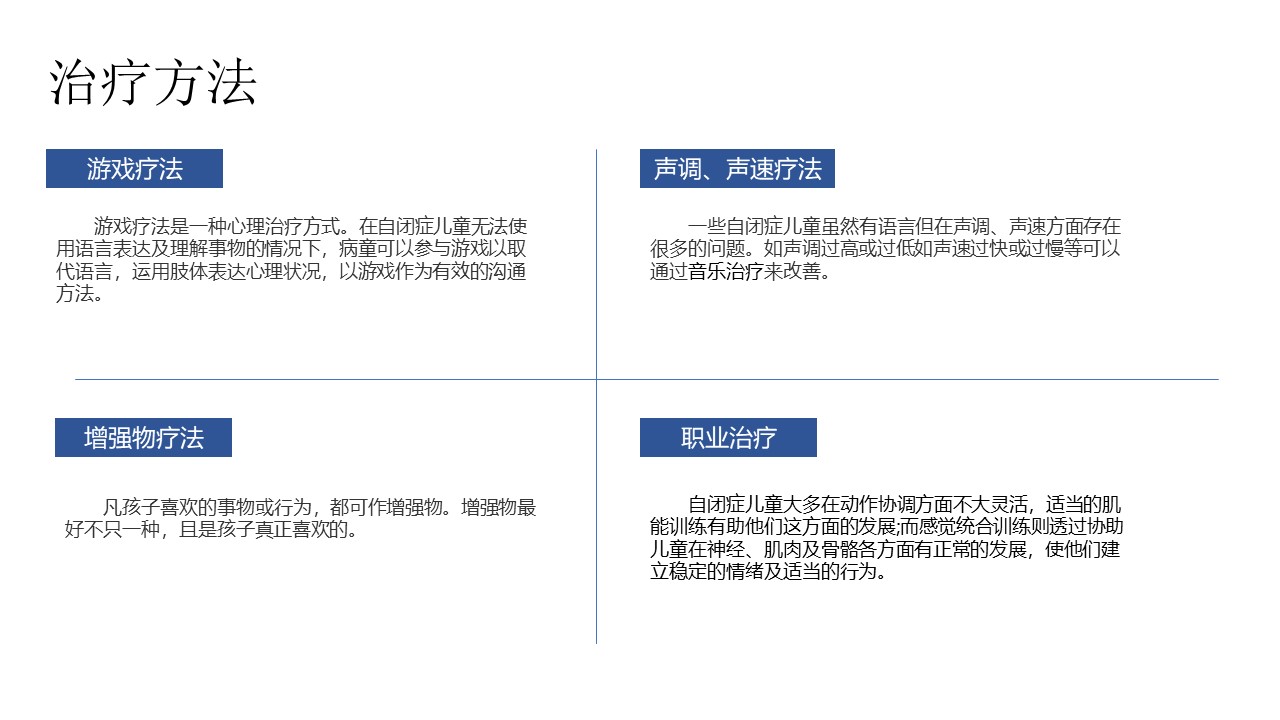 治疗方法
游戏疗法
游戏疗法是一种心理治疗方式。在自闭症儿童无法使
用语言表达及理解事物的情况下，病童可以参与游戏以取
代语言，运用肢体表达心理状况，以游戏作为有效的沟通
方法。
声调、声速疗法
一些自闭症儿童虽然有语言但在声调、声速方面存在
很多的问题。如声调过高或过低如声速过快或过慢等可以
通过音乐治疗来改善。
增强物疗法
凡孩子喜欢的事物或行为，都可作增强物。增强物最
好不只一种，且是孩子真正喜欢的。
职业治疗
自闭症儿童大多在动作协调方面不大灵活，适当的肌
能训练有助他们这方面的发展;而感觉统合训练则透过协助
儿童在神经、肌肉及骨骼各方面有正常的发展，使他们建
立稳定的情绪及适当的行为。